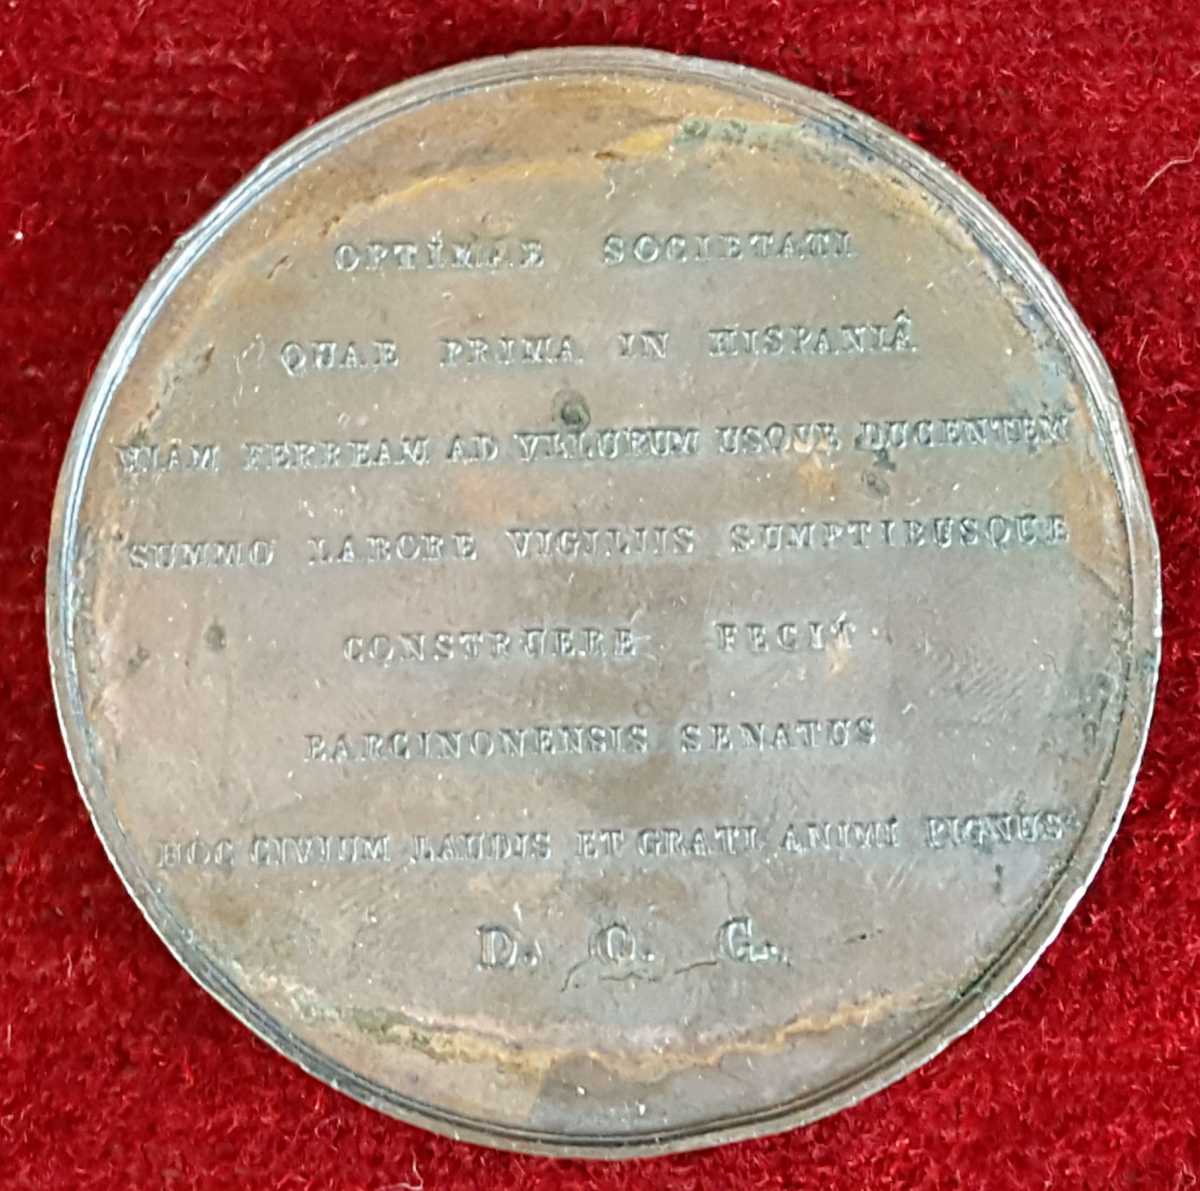 OPTIMAE SOCIETATI
QUAE PRIMA IN HISPANIÂ
VIAM FERREAM AD ILURUM USQUE DUCENTEM
SUMMO LABORE VIGILIIS SUMPTIBUSQUE
CONSTRUERE FECIT
BARCINONENSIS SENATUS
HOC CIVIUM LAUDIS ET GRATI ANIMI PIGNUS
D. O. C.